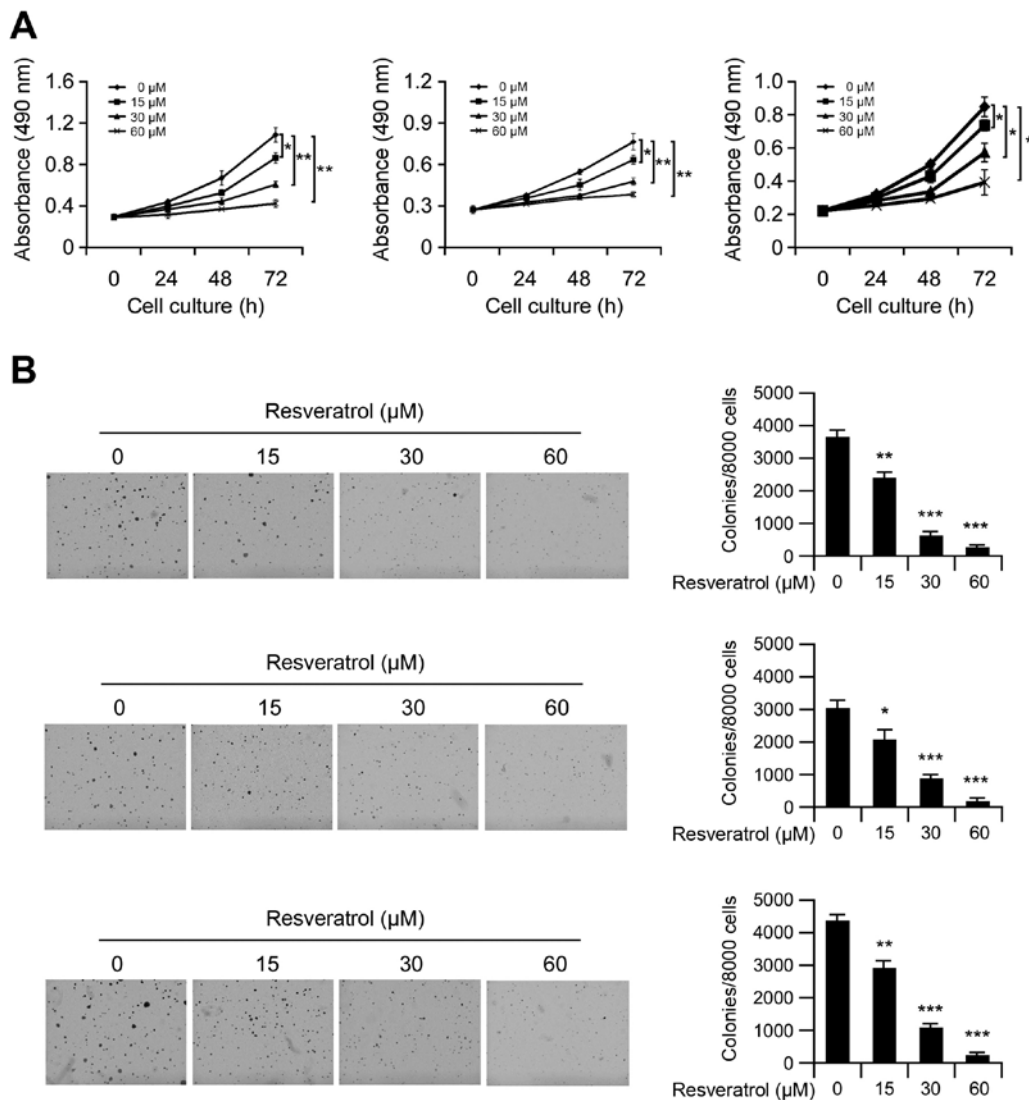 A
Absorbance (490 nm)
1.6
1.2
0.8
0.4
0
0 µM
15 µM
30 µM
60 µM
*
**
**
0 24 48 72
Cell culture (h)
Absorbance (490 nm)
1.2
0.9
0.6
0.3
0
0 µM
15 µM
30 µM
60 µM
*
**
**
0 24 48 72
Cell culture (h)
Absorbance (490 nm)
1.0
0.8
0.6
0.4
0.2
0
0 µM
15 µM
30 µM
60 µM
*
*
0 24 48 72
Cell culture (h)
B
Resveratrol (µM)
0 15 30 60
Colonies/8000 cells
5000
4000
3000
2000
1000
0
**
***
***
Resveratrol (µM) 0 15 30 60
Resveratrol (µM)
0 15 30 60
Colonies/8000 cells
5000
4000
3000
2000
1000
0
*
***
***
Resveratrol (µM) 0 15 30 60
Resveratrol (µM)
0 15 30 60
Colonies/8000 cells
5000
4000
3000
2000
1000
0
**
***
***
Resveratrol (µM) 0 15 30 60